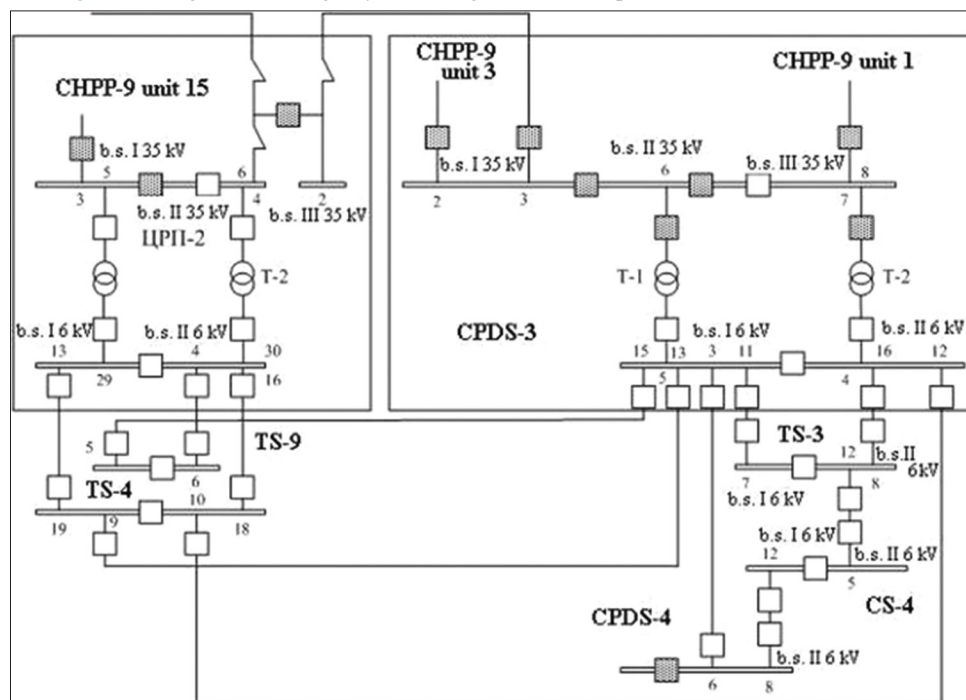 CHPP-9 unit 15
CHPP-9
unit 3
CHPP-9 unit 1
b.s. I 35 kV
5
6
3
4
b.s. II 35 kV
b.s. III 35 kV
2
ЦРП-2
T-2
b.s. I 6 kV
b.s. II 6 kV
13
4
30
29
16
b.s. I 35 kV
b.s. II 35 kV
b.s. III 35 kV
6
8
2
3
7
T-1
T-2
CPDS-3
b.s. I 6 kV
b.s. II 6 kV
15
13
3
11
16
12
5
4
TS-9
5
6
TS-4
10
19
9
18
TS-3
12
b.s.II
6kV
7
8
b.s. I 6 kV
b.s. I 6 kV
12
b.s. II 6 kV
5
CS-4
CPDS-4
b.s. II 6 kV
6
8